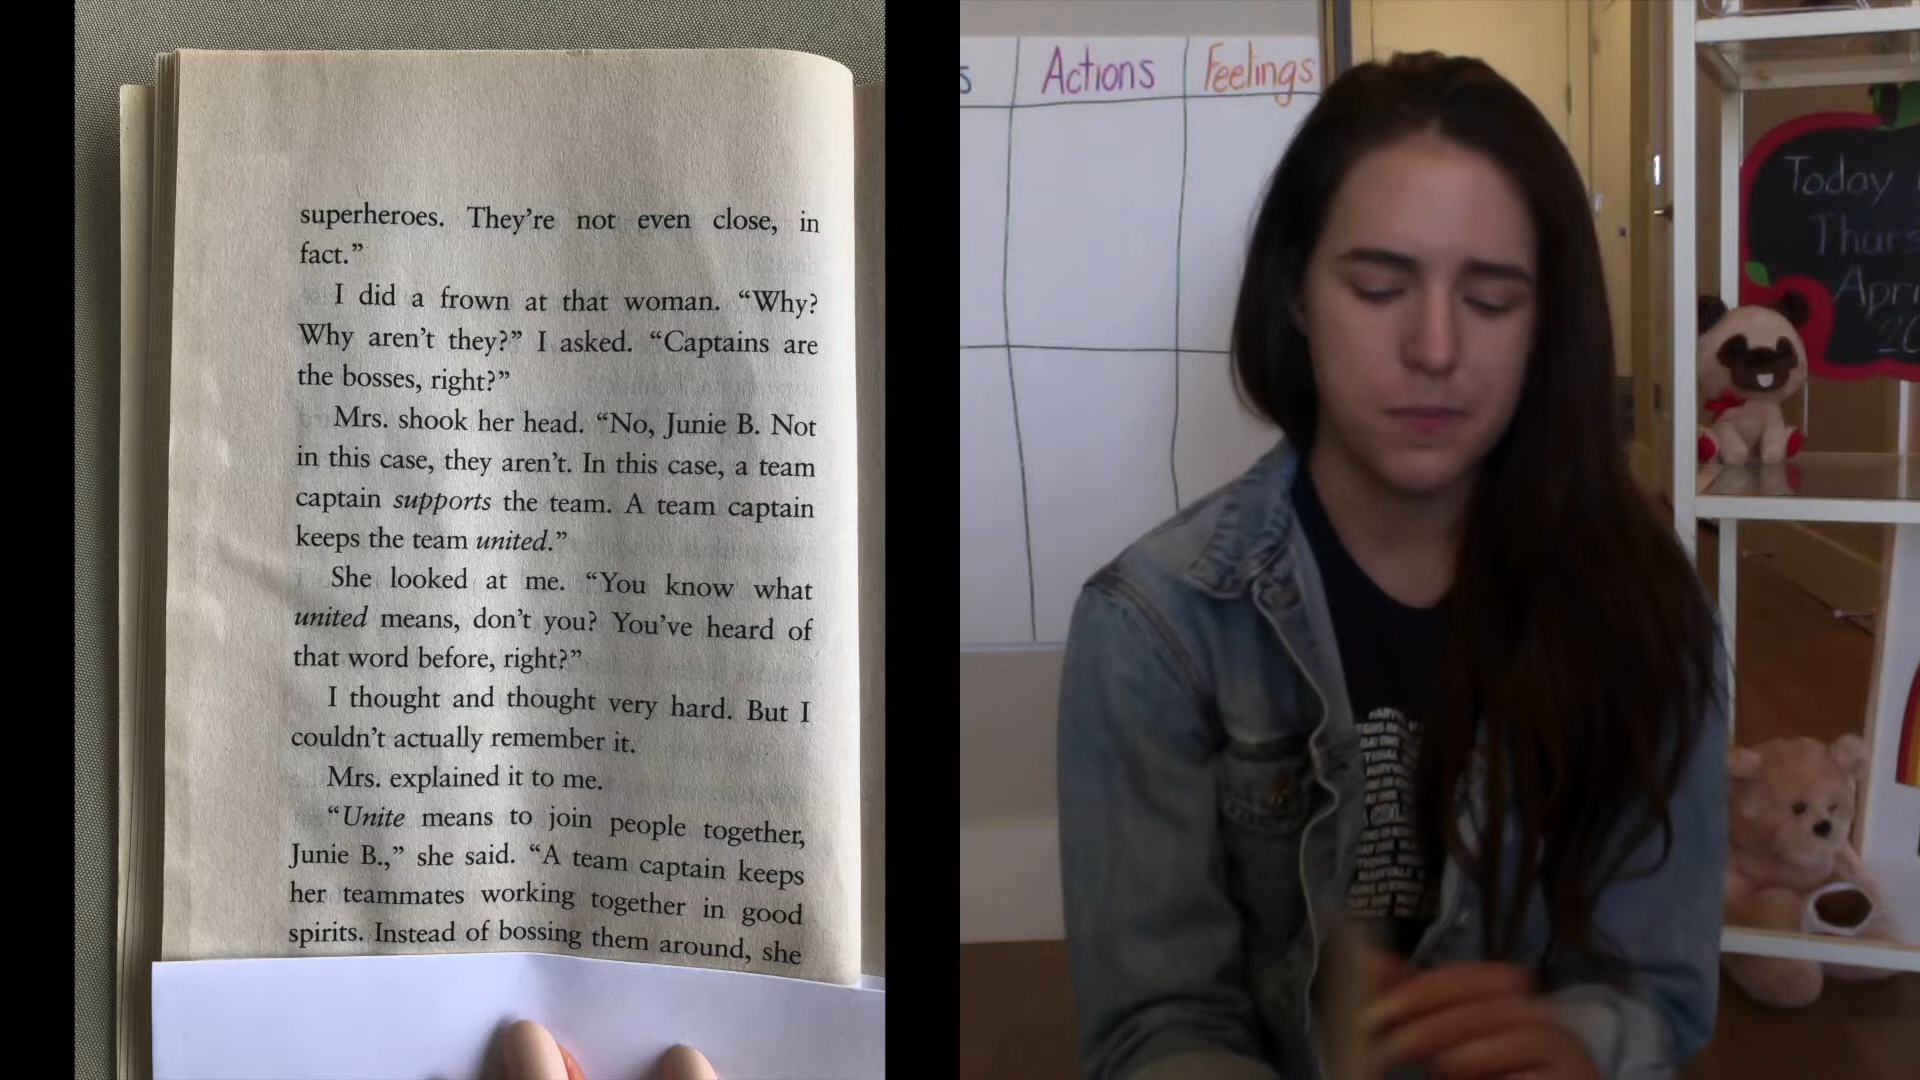 superheroes. They're not even close, in
fact."
I did a frown at that woman. "Why?
Why aren't they?" I asked. "Captains are
the bosses, right?"
Mrs. shook her head. "No, Junie B. Not
in this case, they aren't. In this case, a team
captain supports the team. A team captain
keeps the team united."
She looked at me. "You know what
united means, don't you? You've heard of
that word before, right?"
I thought and thought very hard. But I
couldn't actually remember it.
Mrs. explained it to me.
"Unite means to join people together,
Junie B.," she said. "A team captain keeps
her teammates working together in good
spirits. Instead of bossing them around, she
Actions Feelings
Today
Thurs
Apri
20